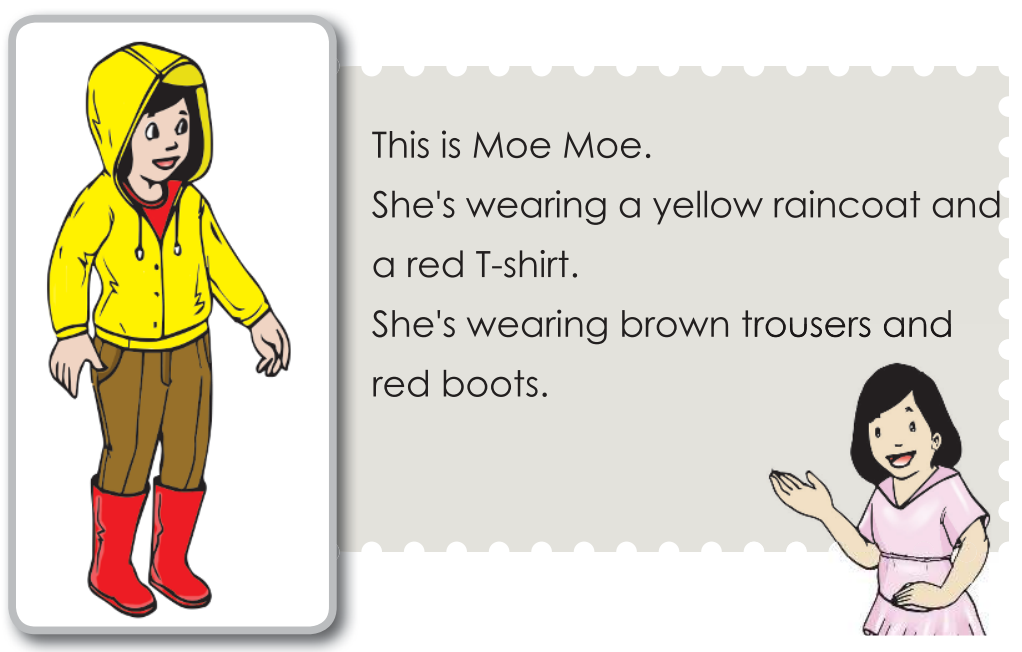 This is Moe Moe.
She's wearing a yellow raincoat and
a red T-shirt.
She's wearing brown trousers and
red boots.